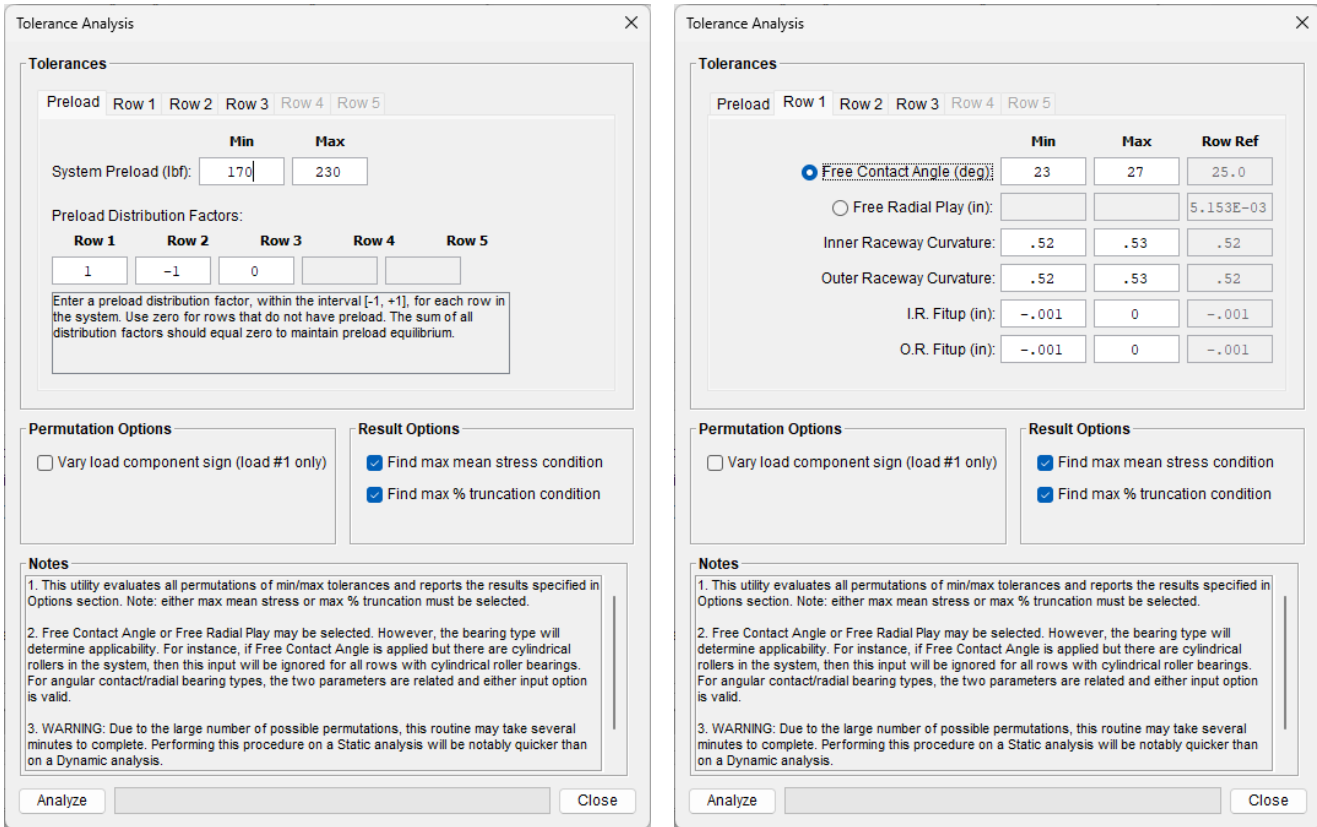 Tolerance Analysis
Tolerances
Preload Row 1 Row 2 Row 3 Row 4 Row 5
Min Max
System Preload (lbf): 170 230
Preload Distribution Factors:
Row 1 Row 2 Row 3 Row 4 Row 5
1 -1 0
Enter a preload distribution factor, within the interval [-1, +1], for each row in
the system. Use zero for rows that do not have preload. The sum of all
distribution factors should equal zero to maintain preload equilibrium.
Permutation Options
Vary load component sign (load #1 only)
Result Options
Find max mean stress condition
Find max % truncation condition
Notes
1. This utility evaluates all permutations of min/max tolerances and reports the results specified in
Options section. Note: either max mean stress or max % truncation must be selected.
2. Free Contact Angle or Free Radial Play may be selected. However, the bearing type will
determine applicability. For instance, if Free Contact Angle is applied but there are cylindrical
rollers in the system, then this input will be ignored for all rows with cylindrical roller bearings.
For angular contact/radial bearing types, the two parameters are related and either input option
is valid.
3. WARNING: Due to the large number of possible permutations, this routine may take several
minutes to complete. Performing this procedure on a Static analysis will be notably quicker than
on a Dynamic analysis.
Analyze Close
Tolerance Analysis
Tolerances
Preload Row 1 Row 2 Row 3 Row 4 Row 5
Min Max Row Ref
Free Contact Angle (deg): 23 27 25.0
Free Radial Play (in): 5.153E-03
Inner Raceway Curvature: .52 .53 .52
Outer Raceway Curvature: .52 .53 .52
I.R. Fitup (in): -.001 0 -.001
O.R. Fitup (in): -.001 0 -.001
Permutation Options
Vary load component sign (load #1 only)
Result Options
Find max mean stress condition
Find max % truncation condition
Notes
1. This utility evaluates all permutations of min/max tolerances and reports the results specified in
Options section. Note: either max mean stress or max % truncation must be selected.
2. Free Contact Angle or Free Radial Play may be selected. However, the bearing type will
determine applicability. For instance, if Free Contact Angle is applied but there are cylindrical
rollers in the system, then this input will be ignored for all rows with cylindrical roller bearings.
For angular contact/radial bearing types, the two parameters are related and either input option
is valid.
3. WARNING: Due to the large number of possible permutations, this routine may take several
minutes to complete. Performing this procedure on a Static analysis will be notably quicker than
on a Dynamic analysis.
Analyze Close